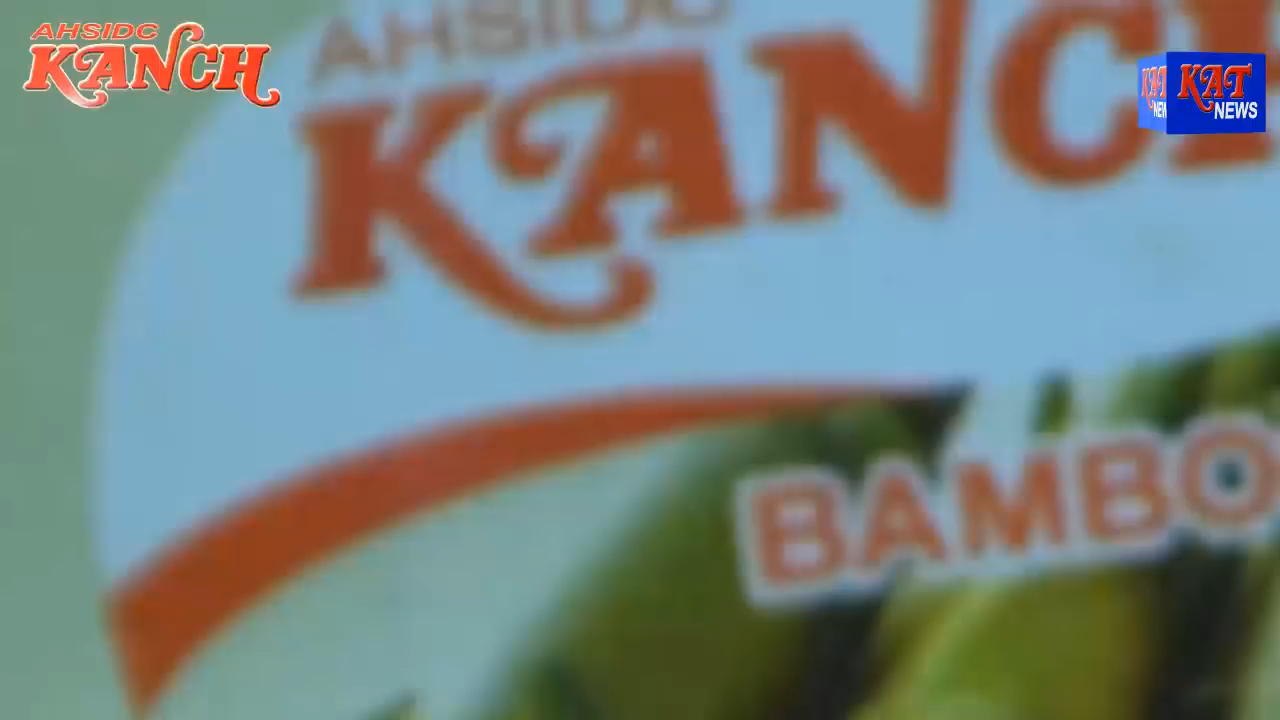 AHSIDC
KANCH
KAT
NEWS
AHSIDC
KANCH
BAMBO